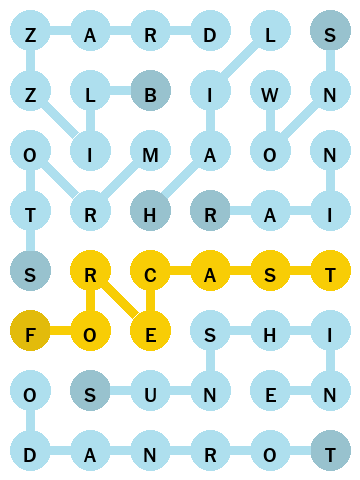 Z A R D L S
Z L B I W N
O I M A O N
T R H R A I
S R C A S T
F O E S H I
O S U N E N
D A N R O T